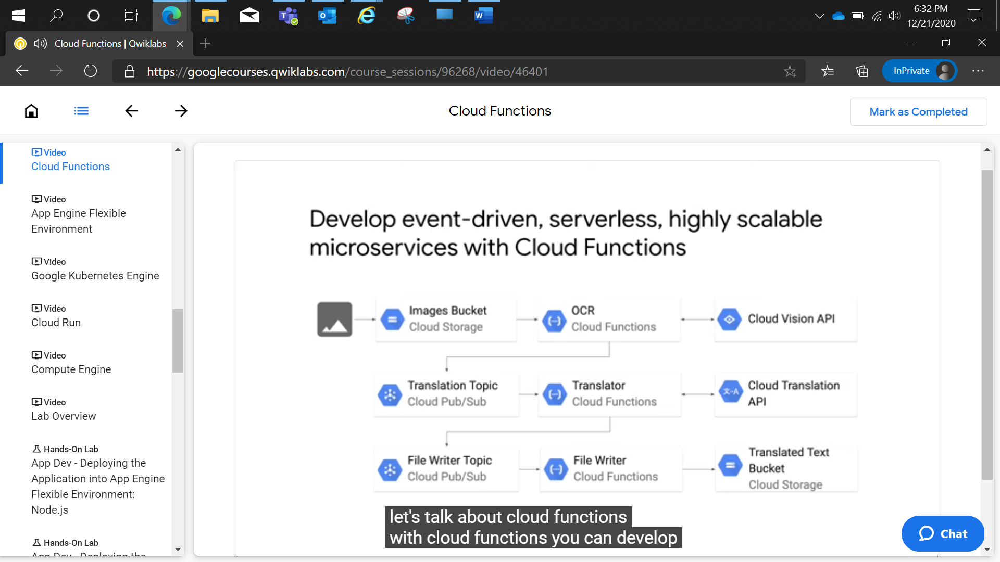 6:32 PM
12/21/2020
Cloud Functions | Qwiklabs
https://googlecourses.qwiklabs.com/course_sessions/96268/video/46401
InPrivate
Cloud Functions
Mark as Completed
Video
Cloud Functions
Video
App Engine Flexible
Environment
Video
Google Kubernetes Engine
Video
Cloud Run
Video
Compute Engine
Video
Lab Overview
Hands-On Lab
App Dev - Deploying the
Application into App Engine
Flexible Environment:
Node.js
Hands-On Lab
App Dev - Deploying the
Develop event-driven, serverless, highly scalable
microservices with Cloud Functions
Images Bucket
Cloud Storage
OCR
Cloud Functions
Cloud Vision API
Translation Topic
Cloud Pub/Sub
Translator
Cloud Functions
文-A
Cloud Translation
API
File Writer Topic
Cloud Pub/Sub
File Writer
Cloud Functions
Translated Text
Bucket
Cloud Storage
let's talk about cloud functions
with cloud functions you can develop
Chat